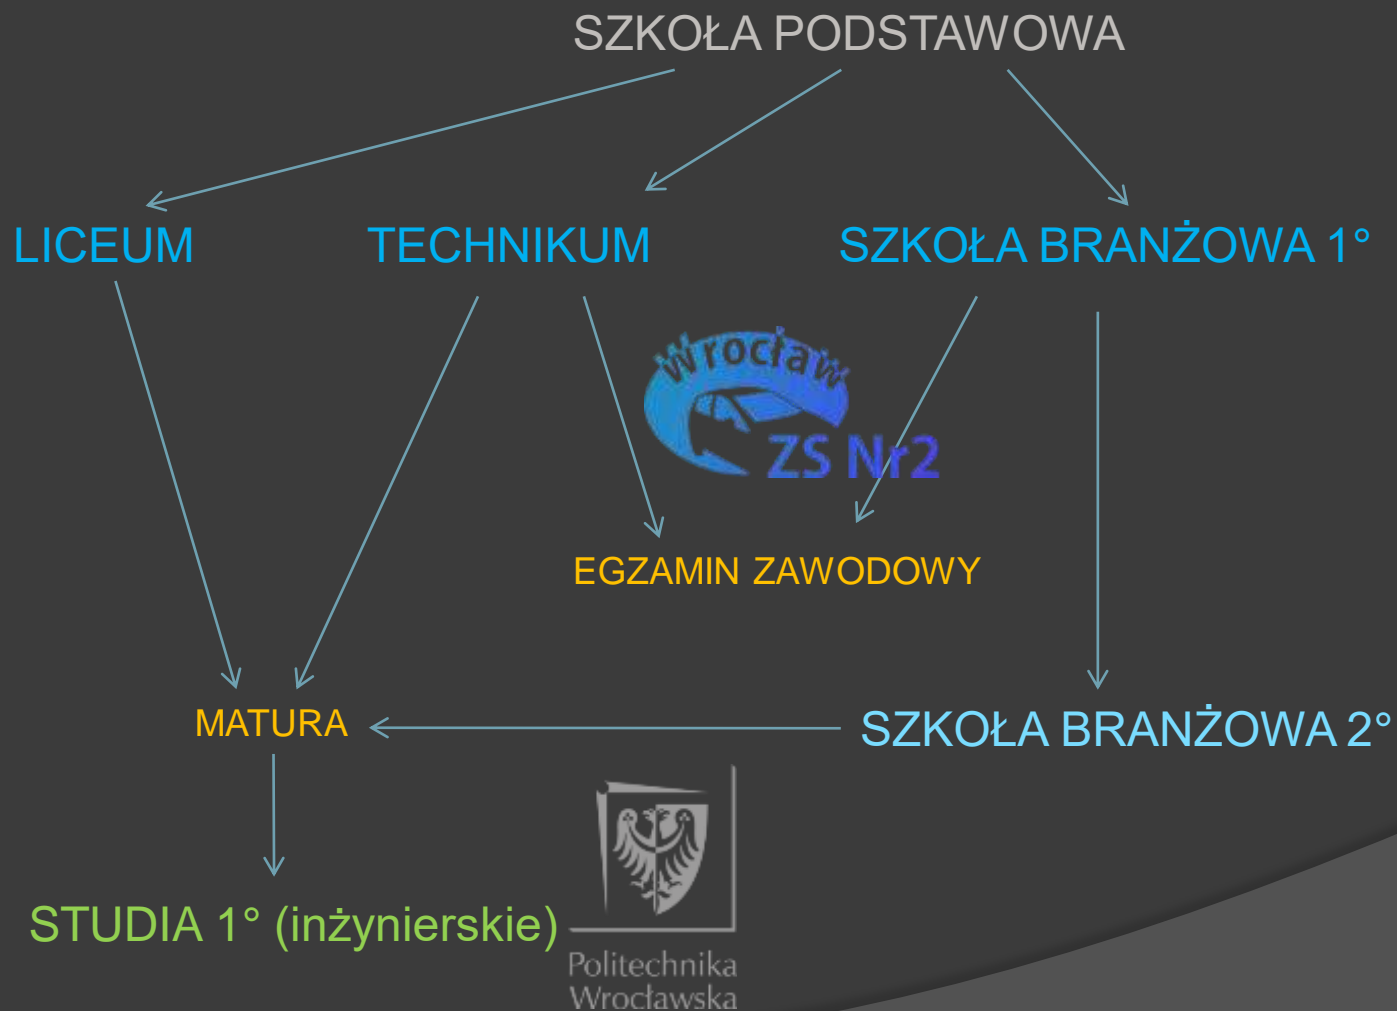 SZKOŁA PODSTAWOWA
LICEUM
TECHNIKUM
SZKOŁA BRANŻOWA 1°
Wrocław
ZS Nr2
EGZAMIN ZAWODOWY
MATURA
SZKOŁA BRANŻOWA 2°
STUDIA 1° (inżynierskie)
Politechnika
Wrocławska